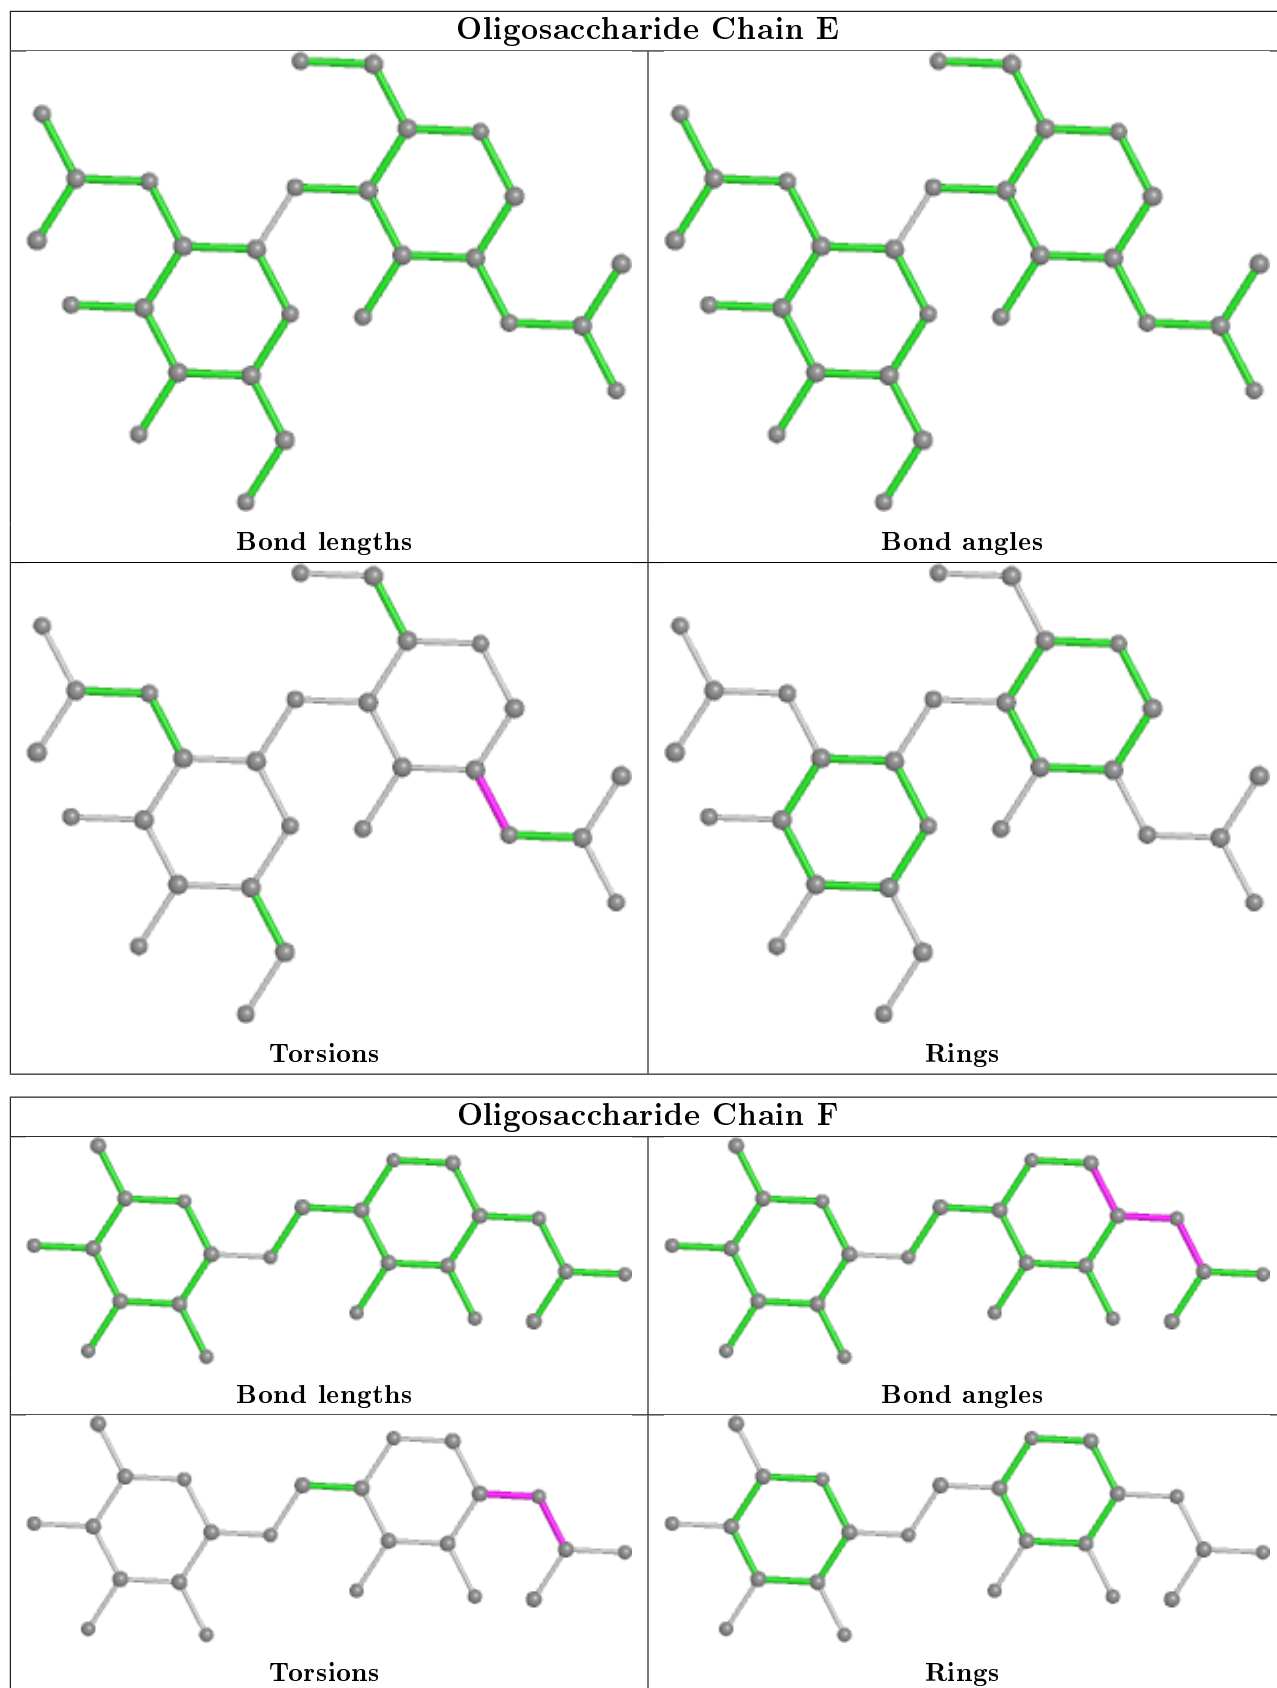 Oligosaccharide Chain E
Bond lengths
Bond angles
Torsions
Rings
Oligosaccharide Chain F
Bond lengths
Bond angles
Torsions
Rings